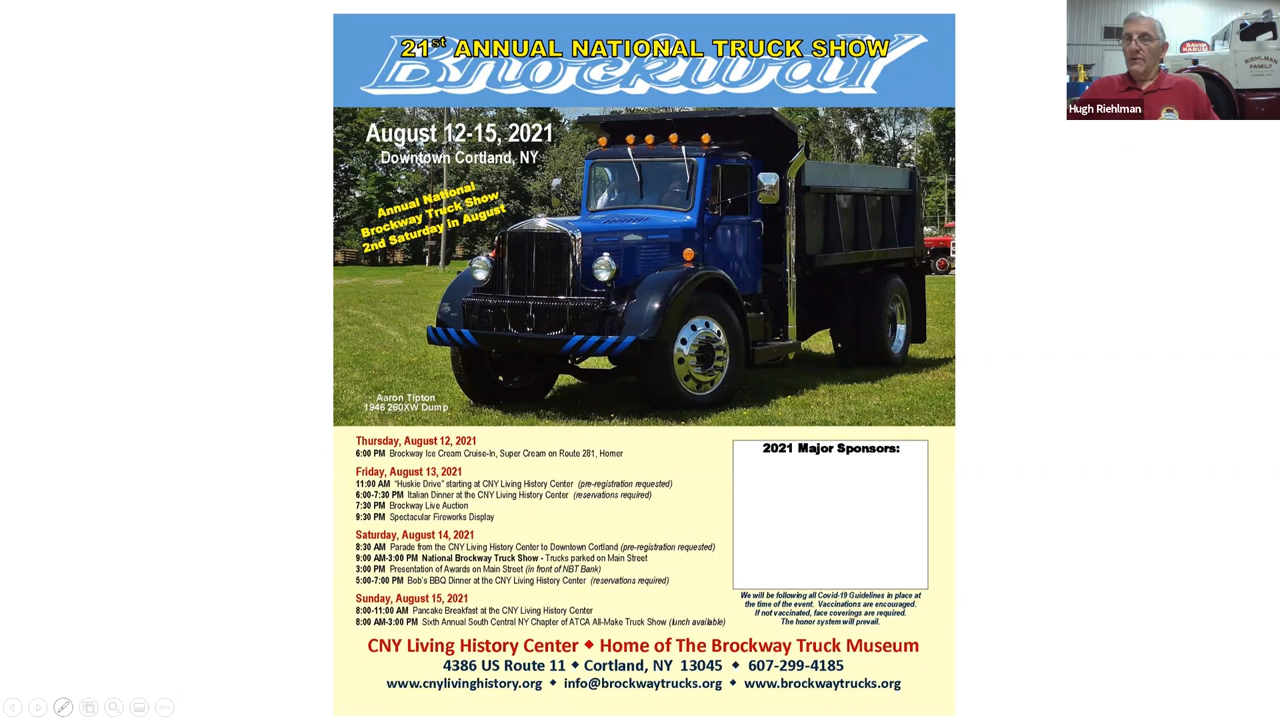 21st ANNUAL NATIONAL TRUCK SHOW
Brockway
August 12-15, 2021
Downtown Cortland, NY
Annual National
Brockway Truck Show
2nd Saturday in August
Aaron Tipton
1946 260XW Dump
Thursday, August 12, 2021
6:00 PM Brockway Ice Cream Cruise-In, Super Cream on Route 281, Homer
Friday, August 13, 2021
11:00 AM "Huskie Drive" starting at CNY Living History Center (pre-registration requested)
6:00-7:30 PM Italian Dinner at the CNY Living History Center (reservations required)
7:30 PM Brockway Live Auction
9:30 PM Spectacular Fireworks Display
Saturday, August 14, 2021
8:30 AM Parade from the CNY Living History Center to Downtown Cortland (pre-registration requested)
9:00 AM-3:00 PM National Brockway Truck Show - Trucks parked on Main Street
3:00 PM Presentation of Awards on Main Street (in front of NBT Bank)
5:00-7:00 PM Bob's BBQ Dinner at the CNY Living History Center (reservations required)
Sunday, August 15, 2021
8:00-11:00 AM Pancake Breakfast at the CNY Living History Center
8:00 AM-3:00 PM Sixth Annual South Central NY Chapter of ATCA All-Make Truck Show (lunch available)
2021 Major Sponsors:
We will be following all Covid-19 Guidelines in place at
the time of the event. Vaccinations are encouraged.
If not vaccinated, face coverings are required.
The honor system will prevail.
CNY Living History Center ◆ Home of The Brockway Truck Museum
4386 US Route 11 ◆ Cortland, NY 13045 ◆ 607-299-4185
www.cnylivinghistory.org ◆ info@brockwaytrucks.org ◆ www.brockwaytrucks.org
DAVID
HARUM
RIEHLMAN
FAMILY
Hugh Riehlman